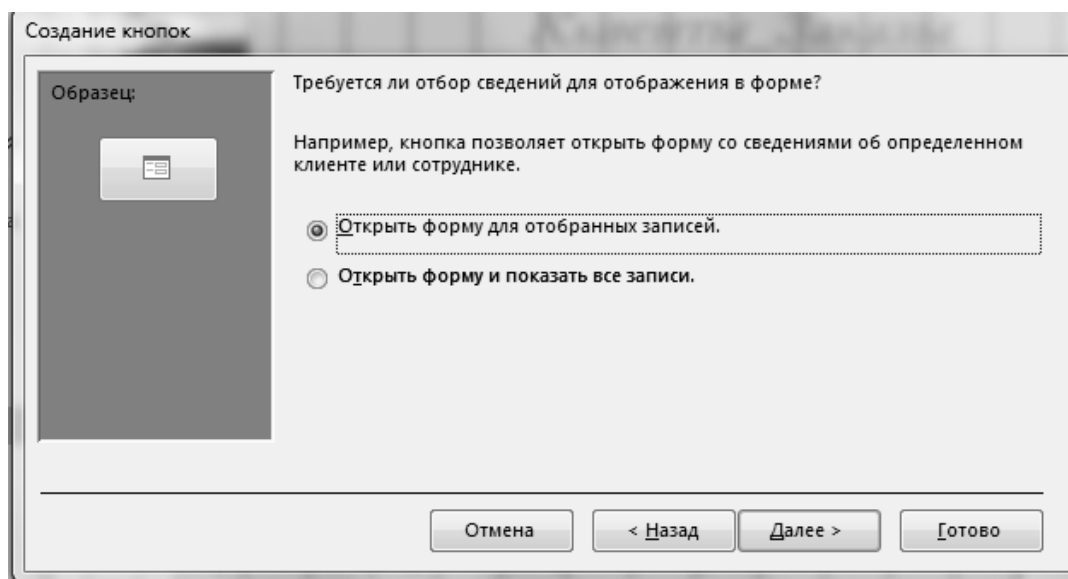 Создание кнопок
Образец:
Требуется ли отбор сведений для отображения в форме?
Например, кнопка позволяет открыть форму со сведениями об определенном
клиенте или сотруднике.
Открыть форму для отобранных записей.
Открыть форму и показать все записи.
Отмена
< Назад
Далее >
Готово